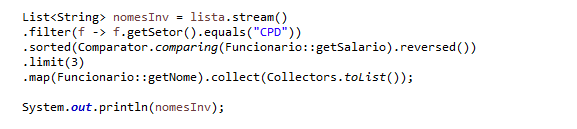 List<String> nomesInv = lista.stream()
.filter(f -> f.getSetor().equals("CPD"))
.sorted(Comparator.comparing(Funcionario::getSalario).reversed())
.limit(3)
.map(Funcionario::getNome).collect(Collectors.toList());
System.out.println(nomesInv);